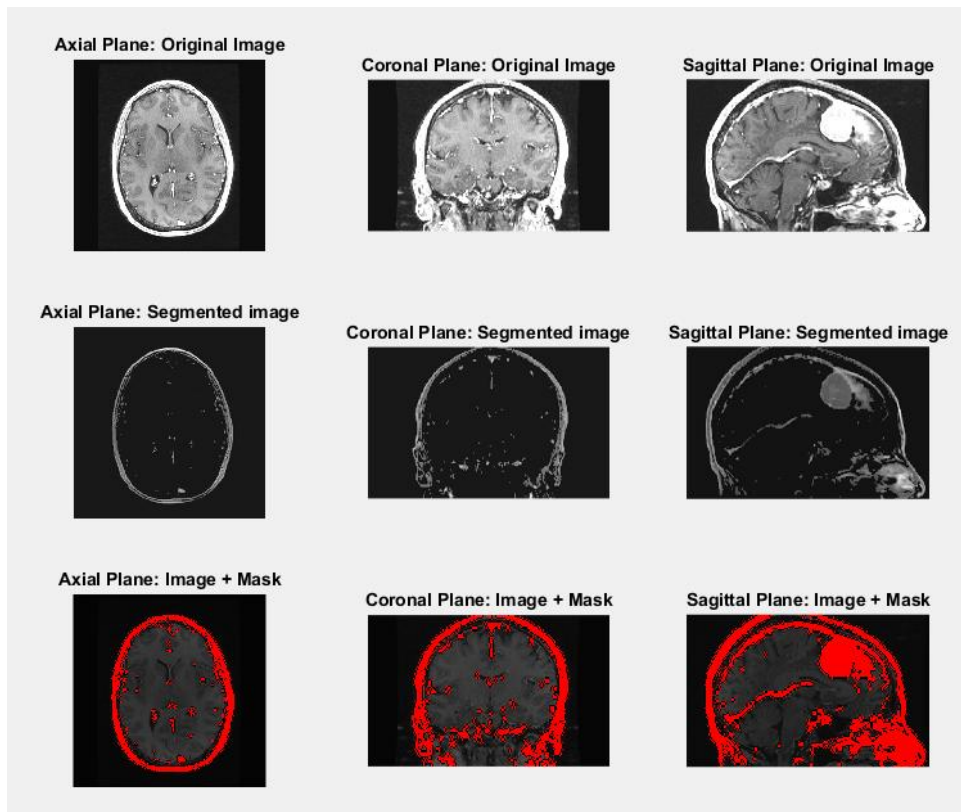 Axial Plane: Original Image
Coronal Plane: Original Image
Sagittal Plane: Original Image
Axial Plane: Segmented image
Coronal Plane: Segmented image
Sagittal Plane: Segmented image
Axial Plane: Image + Mask
Coronal Plane: Image + Mask
Sagittal Plane: Image + Mask